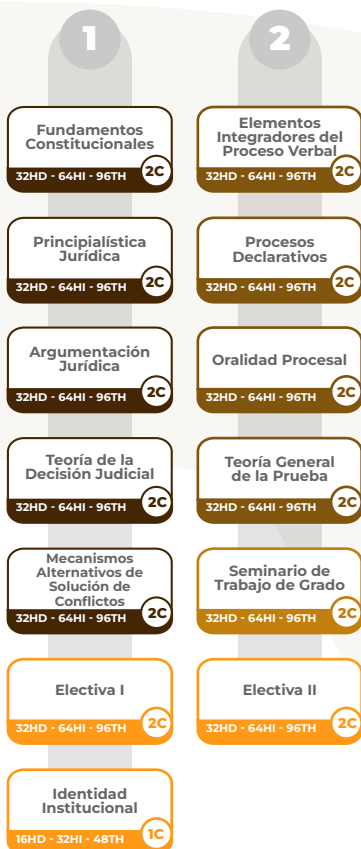 1
Fundamentos
Constitucionales
2C
32HD - 64HI - 96TH
Principialística
Jurídica
2C
32HD - 64HI - 96TH
Argumentación
Jurídica
2C
32HD - 64HI - 96TH
Teoría de la
Decisión Judicial
2C
32HD - 64HI - 96TH
Mecanismos
Alternativos de
Solución de
Conflictos
2C
32HD - 64HI - 96TH
Electiva I
2C
32HD - 64HI - 96TH
Identidad
Institucional
1C
16HD - 32HI - 48TH
2
Elementos
Integradores del
Proceso Verbal
2C
32HD - 64HI - 96TH
Procesos
Declarativos
2C
32HD - 64HI - 96TH
Oralidad Procesal
2C
32HD - 64HI - 96TH
Teoría General
de la Prueba
2C
32HD - 64HI - 96TH
Seminario de
Trabajo de Grado
2C
32HD - 64HI - 96TH
Electiva II
2C
32HD - 64HI - 96TH